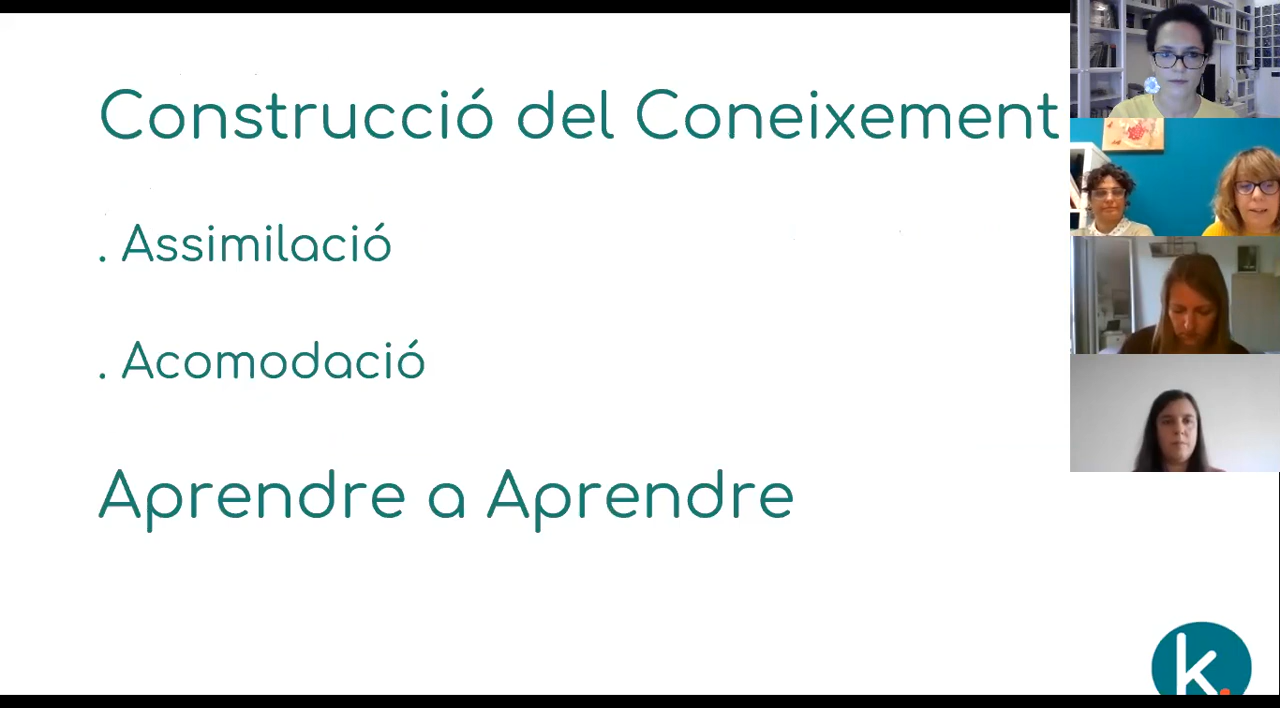 Construcció del Coneixement
. Assimilació
. Acomodació
Aprendre a Aprendre
k.